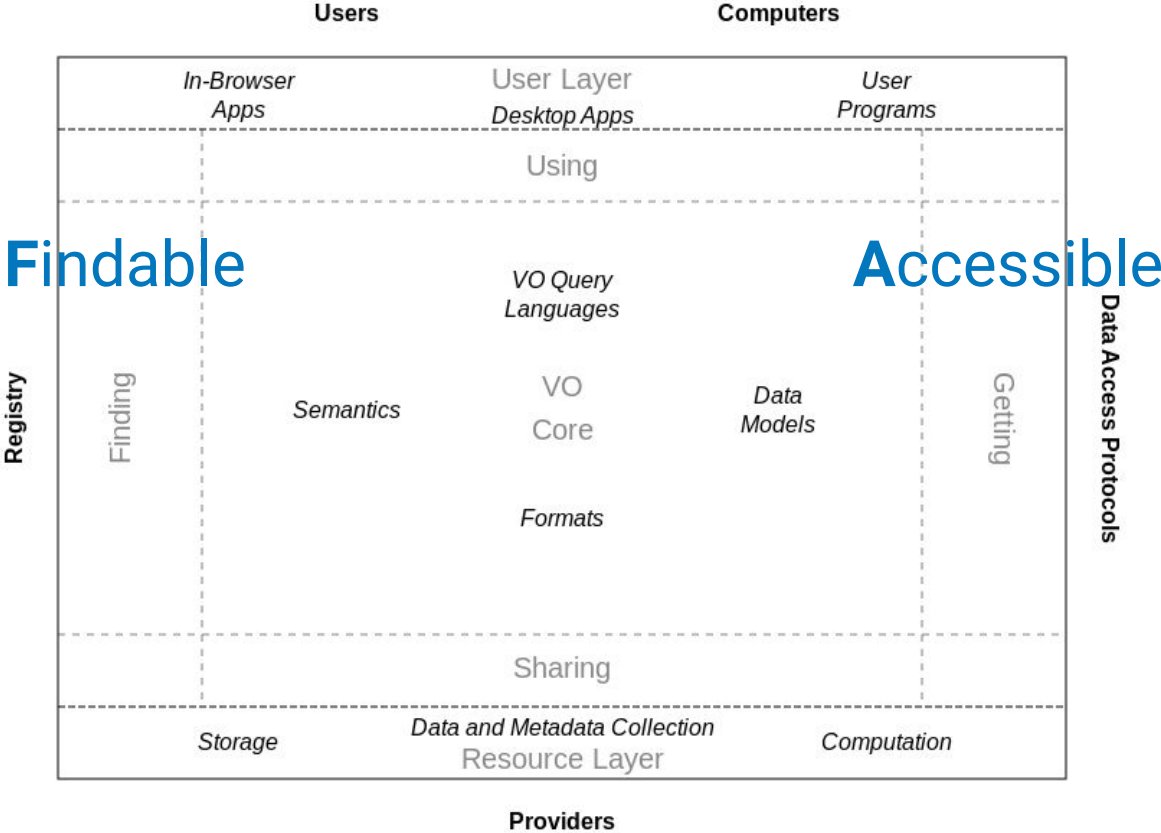 Users
Computers
In-Browser
Apps
User Layer
Desktop Apps
User
Programs
Using
Findable
Accessible
VO Query
Languages
Registry
Finding
Semantics
VO
Core
Data
Models
Getting
Data Access Protocols
Formats
Sharing
Storage
Data and Metadata Collection
Resource Layer
Computation
Providers